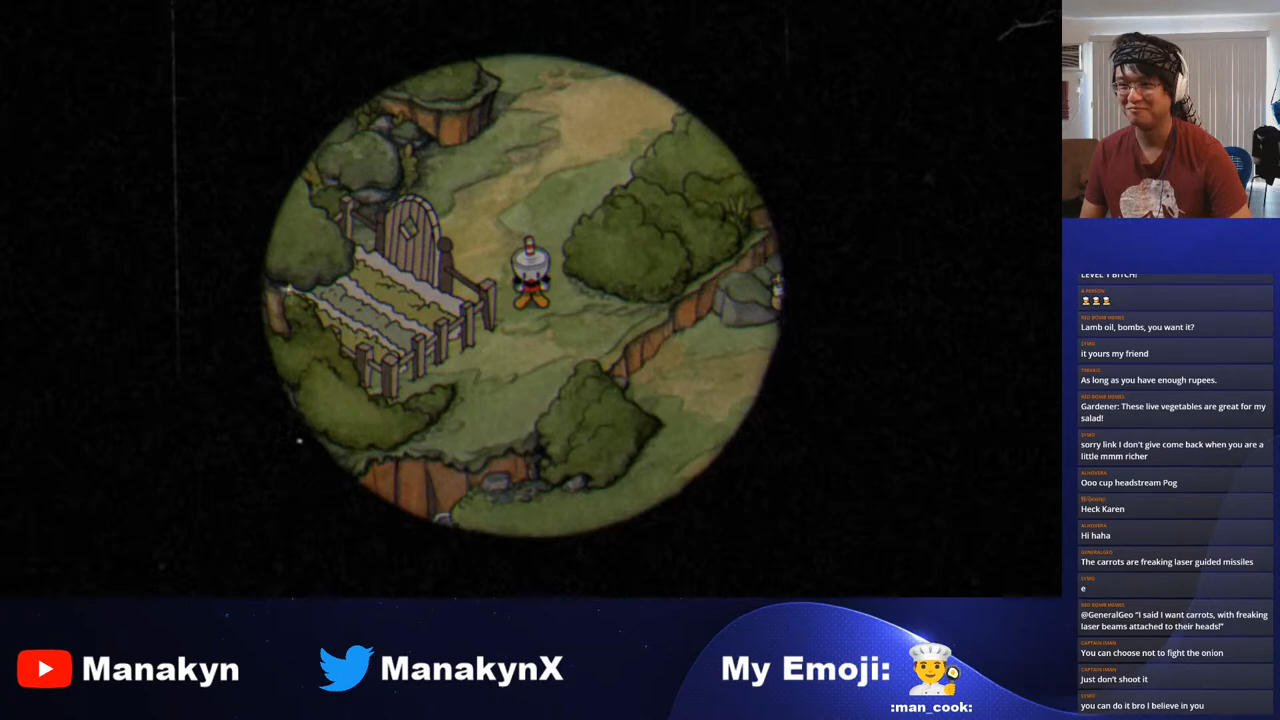 LEVEL 1 BITCH!
A PERSON
RED BOMB MEMES
Lamb oil, bombs, you want it?
it yours my friend
As long as you have enough rupees.
RED BOMB MEMES
Gardener: These live vegetables are great for my
salad!
sorry link I don't give come back when you are a
little mmm richer
ALHOVERA
Ooo cup headstream Pog
Heck Karen
ALHOVERA
Hi haha
GENERALGEO
The carrots are freaking laser guided missiles
e
RED BOMB MEMES
@GeneralGeo “I said I want carrots, with freaking
laser beams attached to their heads!”
CAPTAIN IMAN
You can choose not to fight the onion
CAPTAIN IMAN
Just don't shoot it
you can do it bro I believe in you
Manakyn
ManakynX
My Emoji:
:man_cook: